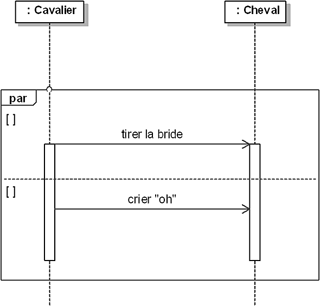 : Cavalier
: Cheval
par
[ ]
tirer la bride
[ ]
crier "oh"